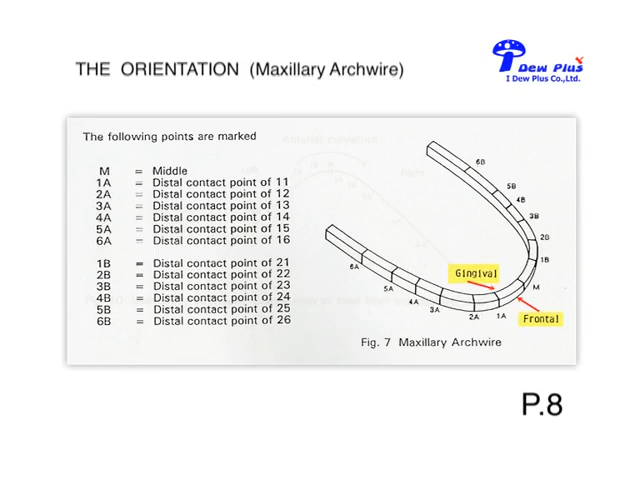 THE ORIENTATION (Maxillary Archwire)
I Dew Plus
I Dew Plus Co.,Ltd.
The following points are marked
M = Middle
1A = Distal contact point of 11
2A = Distal contact point of 12
3A = Distal contact point of 13
4A = Distal contact point of 14
5A = Distal contact point of 15
6A = Distal contact point of 16
1B = Distal contact point of 21
2B = Distal contact point of 22
3B = Distal contact point of 23
4B = Distal contact point of 24
5B = Distal contact point of 25
6B = Distal contact point of 26
6B
5B
4B
3B
2B
1B
M
6A
5A
4A
3A
2A
1A
Gingival
Frontal
Fig. 7 Maxillary Archwire
P.8